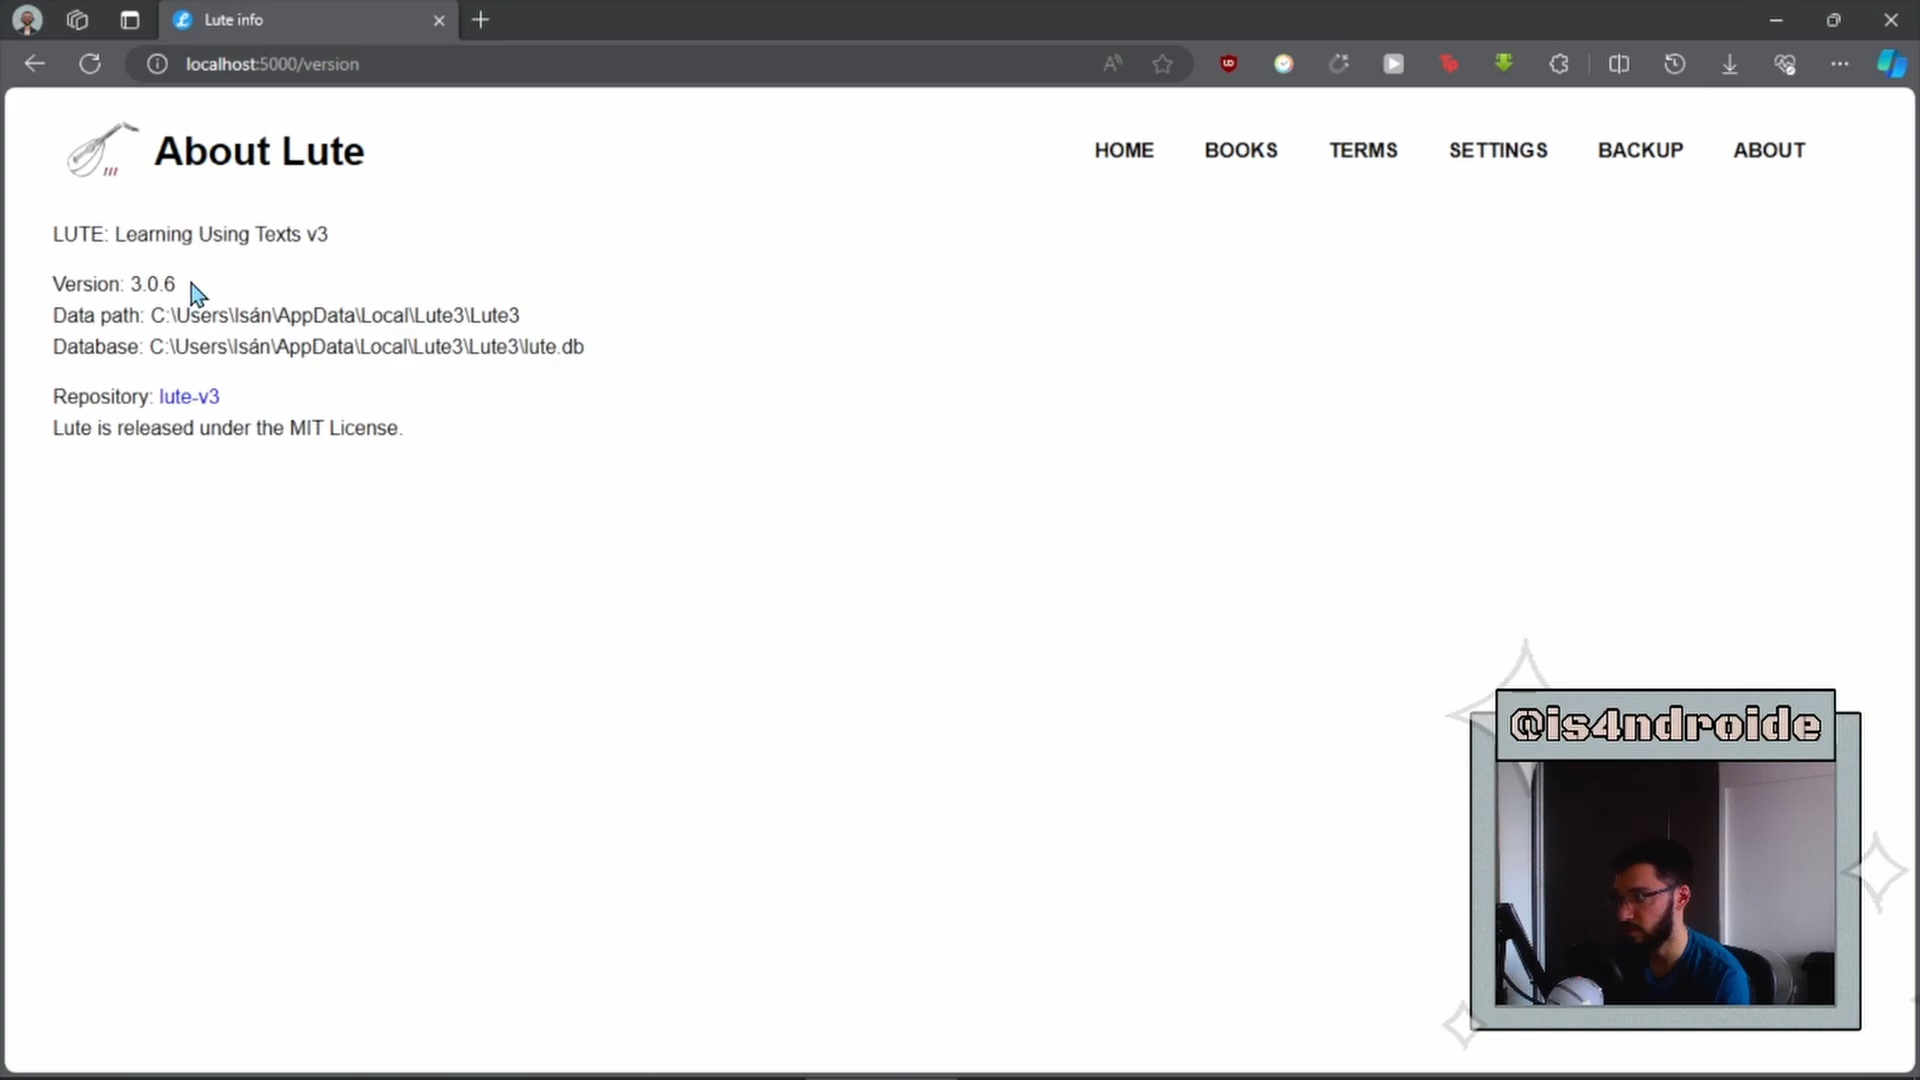 Lute info
localhost:5000/version
About Lute
HOME BOOKS TERMS SETTINGS BACKUP ABOUT
LUTE: Learning Using Texts v3
Version: 3.0.6
Data path: C:\Users\Isán\AppData\Local\Lute3\Lute3
Database: C:\Users\Isán\AppData\Local\Lute3\Lute3\lute.db
Repository: lute-v3
Lute is released under the MIT License.
@is4ndroide